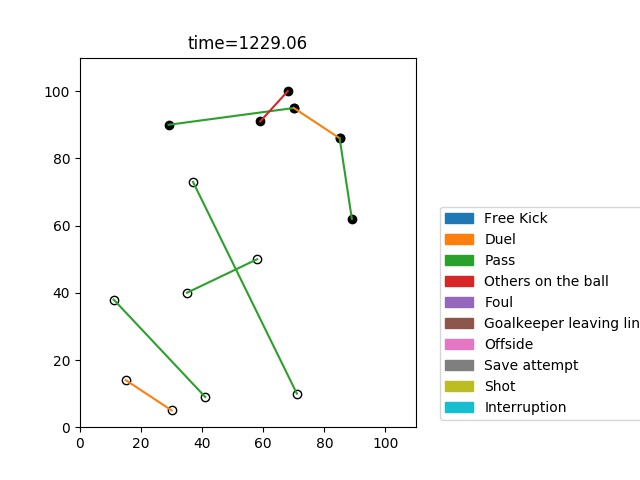 time=1229.06
100
80
60
40
20
0
0 20 40 60 80 100
Free Kick
Duel
Pass
Others on the ball
Foul
Goalkeeper leaving lin
Offside
Save attempt
Shot
Interruption